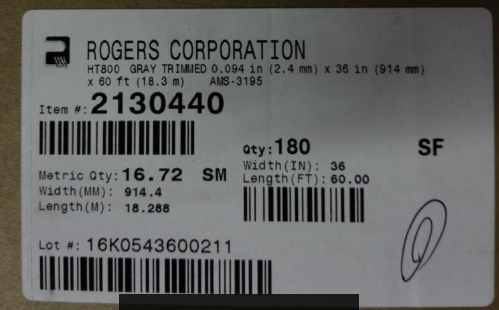 ROGERS CORPORATION
HT800 GRAY TRIMMED 0.094 in (2.4 mm) x 36 in (914 mm)
x 60 ft (18.3 m) AMS-3195
Item #: 2130440
Qty: 180 SF
Width(IN): 36
Length(FT): 60.00
Metric Qty: 16.72 SM
Width(MM): 914.4
Length(M): 18.288
Lot #: 16K0543600211